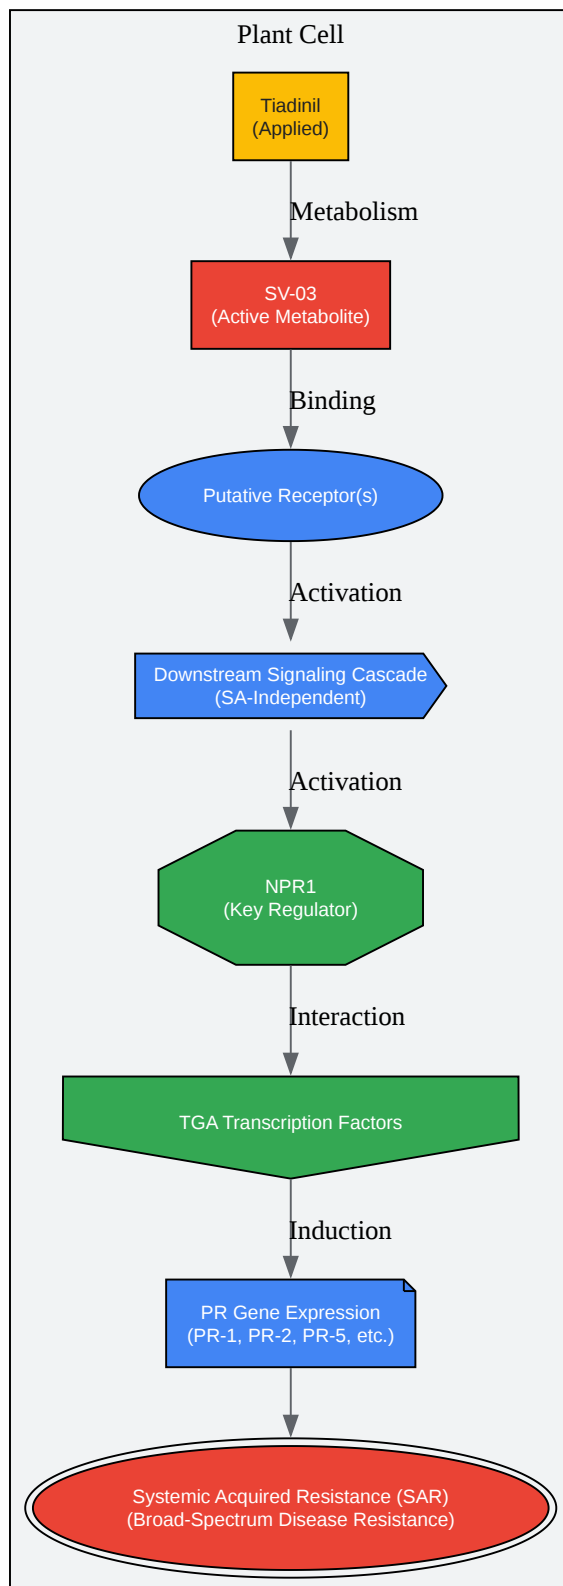 Plant Cell
Tiadinil
(Applied)
Metabolism
SV-03
(Active Metabolite)
Binding
Putative Receptor(s)
Activation
Downstream Signaling Cascade
(SA-Independent)
Activation
NPR1
(Key Regulator)
Interaction
TGA Transcription Factors
Induction
PR Gene Expression
(PR-1, PR-2, PR-5, etc.)
Systemic Acquired Resistance (SAR)
(Broad-Spectrum Disease Resistance)